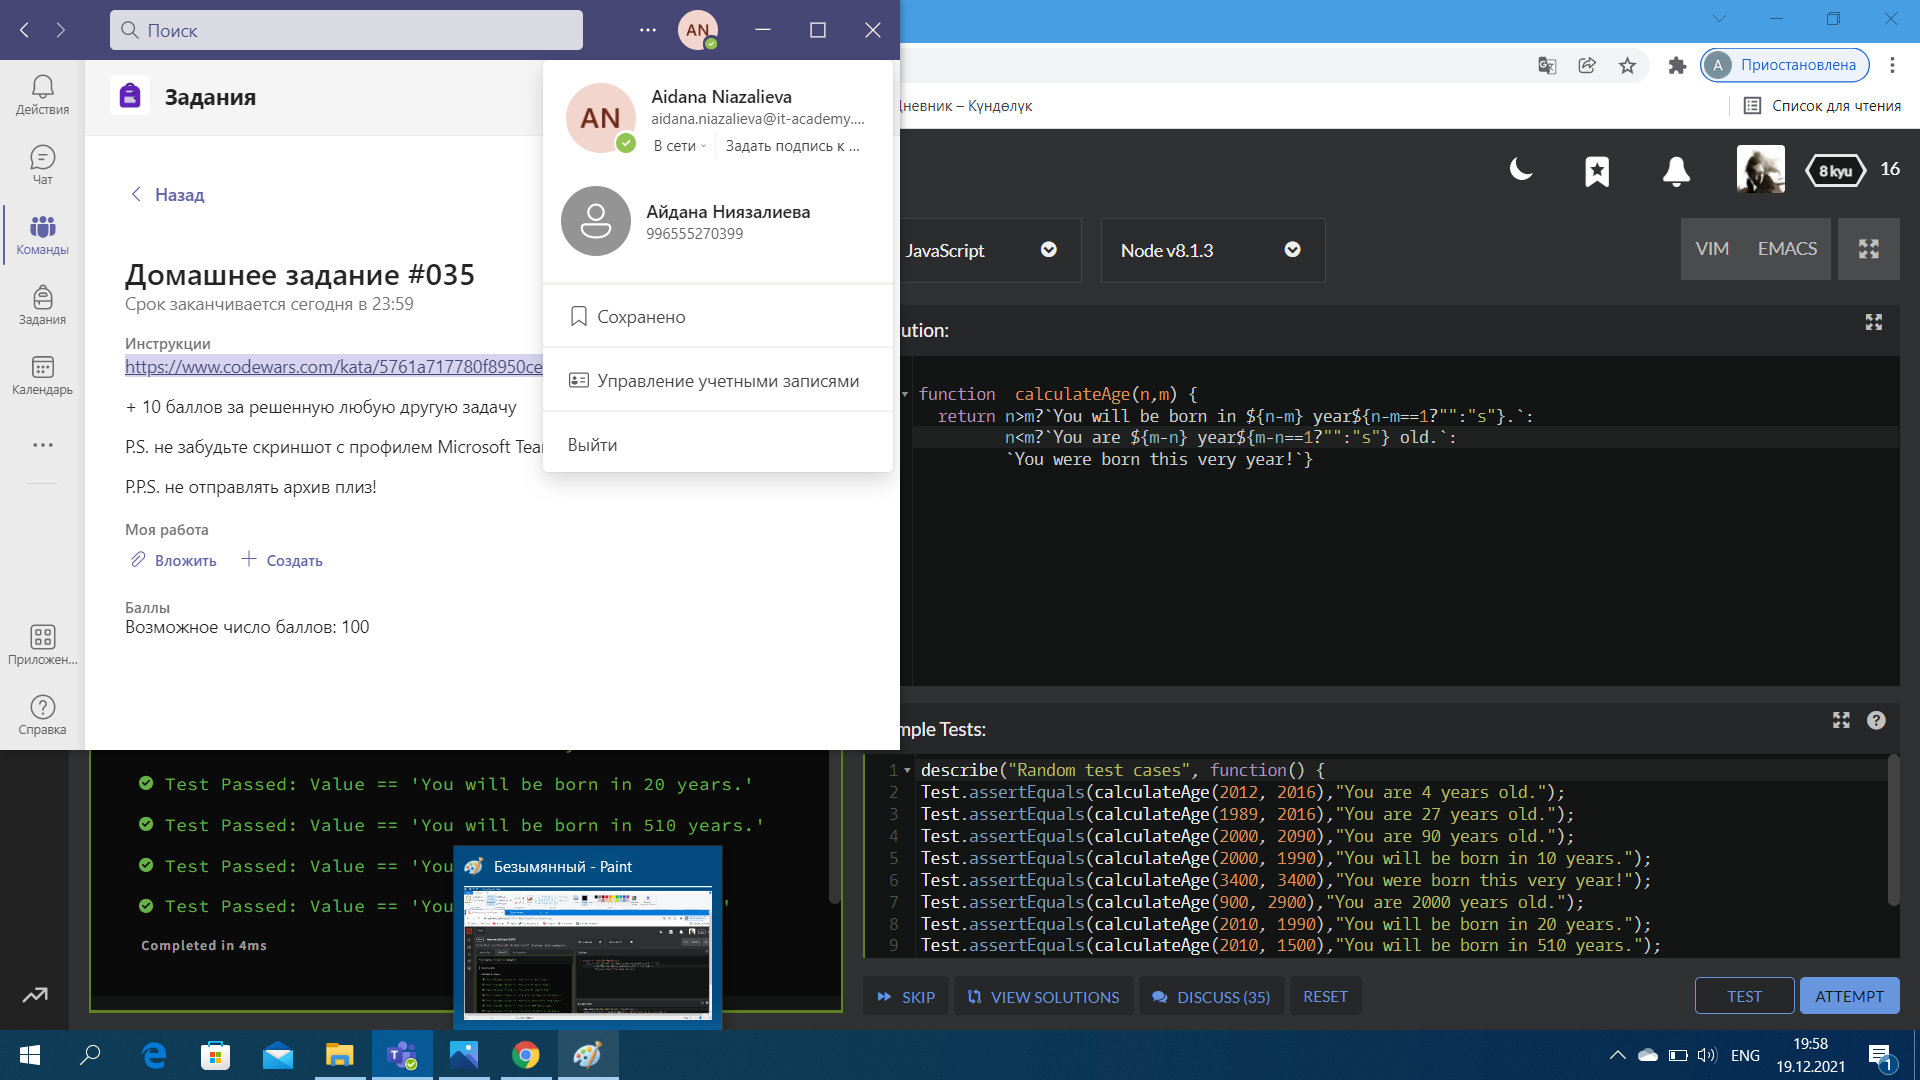 Поиск
AN
Действия
Чат
Команды
Задания
Календарь
Приложен...
Справка
Задания
Назад
Домашнее задание #035
Срок заканчивается сегодня в 23:59
Инструкции
https://www.codewars.com/kata/5761a717780f8950ce
+ 10 баллов за решенную любую другую задачу
P.S. не забудьте скриншот с профилем Microsoft Tea
P.P.S. не отправлять архив плиз!
Моя работа
Вложить
Создать
Баллы
Возможное число баллов: 100
AN
Aidana Niazalieva
aidana.niazalieva@it-academy....
В сети
Задать подпись к ...
Айдана Ниязалиева
996555270399
Сохранено
Управление учетными записями
Выйти
A Приостановлена
невник – Күндөлүк
Список для чтения
8 kyu
16
JavaScript
Node v8.1.3
VIM
EMACS
ution:
function calculateAge(n,m) {
return n>m?`You will be born in ${n-m} year${n-m==1?"":"s"}.`:
n<m?`You are ${m-n} year${m-n==1?"":"s"} old.`:
`You were born this very year!`}
mple Tests:
1 describe("Random test cases", function() {
2 Test.assertEquals(calculateAge(2012, 2016),"You are 4 years old.");
3 Test.assertEquals(calculateAge(1989, 2016),"You are 27 years old.");
4 Test.assertEquals(calculateAge(2000, 2090),"You are 90 years old.");
5 Test.assertEquals(calculateAge(2000, 1990),"You will be born in 10 years.");
6 Test.assertEquals(calculateAge(3400, 3400),"You were born this very year!");
7 Test.assertEquals(calculateAge(900, 2900),"You are 2000 years old.");
8 Test.assertEquals(calculateAge(2010, 1990),"You will be born in 20 years.");
9 Test.assertEquals(calculateAge(2010, 1500),"You will be born in 510 years.");
Test Passed: Value == 'You will be born in 20 years.'
Test Passed: Value == 'You will be born in 510 years.'
Test Passed: Value == 'You
Test Passed: Value == 'You '
Completed in 4ms
Безымянный - Paint
SKIP
VIEW SOLUTIONS
DISCUSS (35)
RESET
TEST
ATTEMPT
ENG
19:58
19.12.2021
1